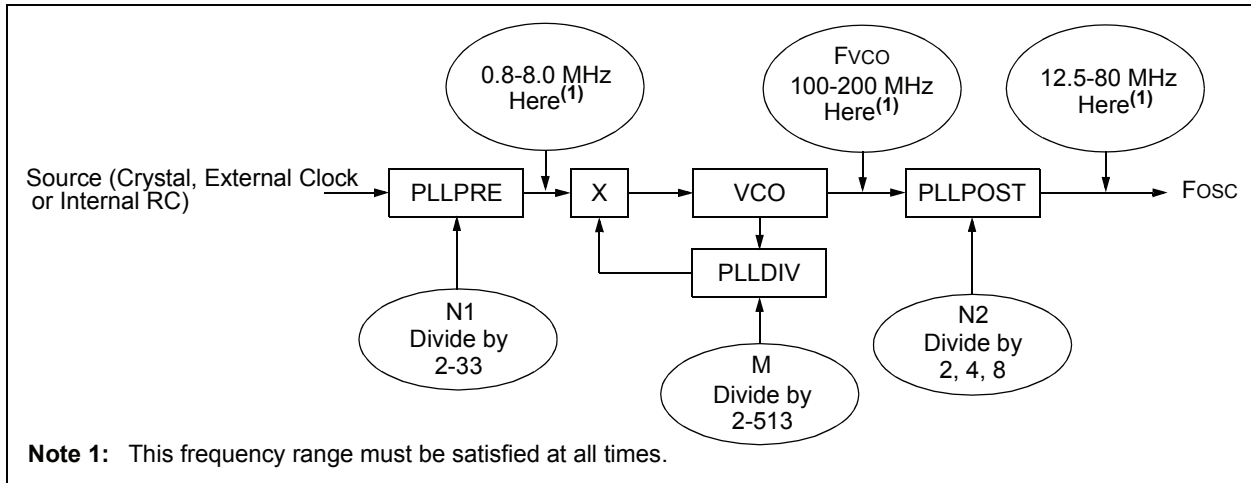 0.8-8.0 MHz
Here(1)
FVCO
100-200 MHz
Here(1)
12.5-80 MHz
Here(1)
Source (Crystal, External Clock
or Internal RC)
PLLPRE
X
VCO
PLLPOST
FOSC
PLLDIV
N1
Divide by
2-33
M
Divide by
2-513
N2
Divide by
2, 4, 8
Note 1: This frequency range must be satisfied at all times.